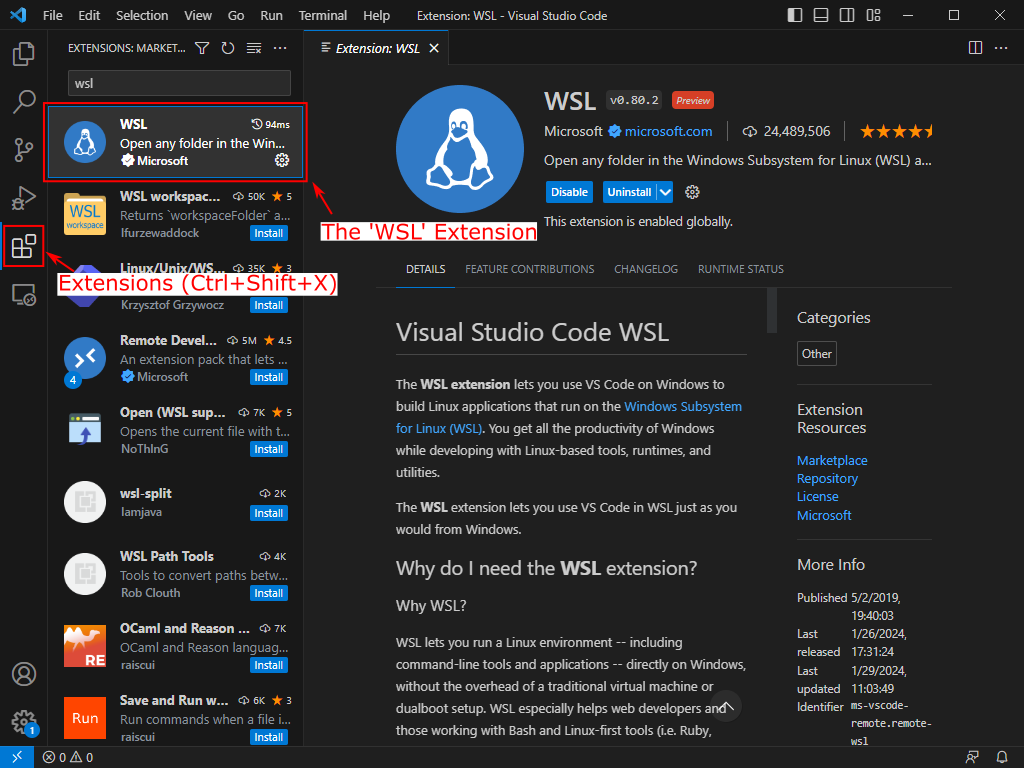 File Edit Selection View Go Run Terminal Help Extension: WSL - Visual Studio Code
EXTENSIONS: MARKET...
wsl
WSL 94ms
Open any folder in the Win...
Microsoft
WSL workspac... 50K 5
Returns `workspaceFolder` a...
lfurzewaddock Install
Linux/Unix/WS... 35K 3
Krzysztof Grzywocz Install
Remote Devel... 5M 4.5
An extension pack that lets ...
Microsoft Install
4
Open (WSL sup... 7K 5
Opens the current file with t...
NoThInG Install
wsl-split 2K
lamjava Install
WSL Path Tools 4K
Tools to convert paths betw...
Rob Clouth Install
OCaml and Reason ... 7K
OCaml and Reason languag...
raiscui Install
Save and Run w... 6K 3
Run commands when a file i...
raiscui Install
WSL
workspace
RE
Run
1
0 0
The 'WSL' Extension
Extensions (Ctrl+Shift+X)
Extension: WSL
WSL v0.80.2 Preview
Microsoft microsoft.com 24,489,506
Open any folder in the Windows Subsystem for Linux (WSL) a...
Disable Uninstall
This extension is enabled globally.
DETAILS FEATURE CONTRIBUTIONS CHANGELOG RUNTIME STATUS
Visual Studio Code WSL
The WSL extension lets you use VS Code on Windows to
build Linux applications that run on the Windows Subsystem
for Linux (WSL). You get all the productivity of Windows
while developing with Linux-based tools, runtimes, and
utilities.
The WSL extension lets you use VS Code in WSL just as you
would from Windows.
Why do I need the WSL extension?
Why WSL?
WSL lets you run a Linux environment -- including
command-line tools and applications -- directly on Windows,
without the overhead of a traditional virtual machine or
dualboot setup. WSL especially helps web developers and
those working with Bash and Linux-first tools (i.e. Ruby,
Categories
Other
Extension
Resources
Marketplace
Repository
License
Microsoft
More Info
Published 5/2/2019,
19:40:03
Last 1/26/2024,
released 17:31:24
Last 1/29/2024,
updated 11:03:49
Identifier ms-vscode-
remote.remote-
wsl